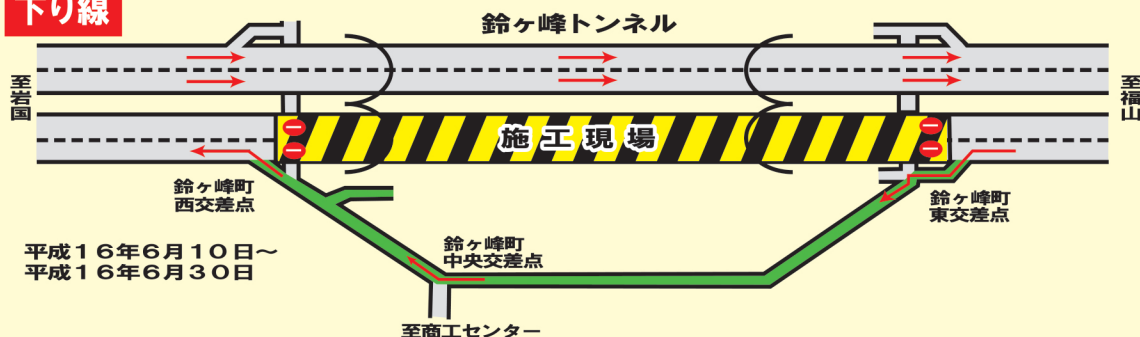 下り線
鈴ヶ峰トンネル
至岩国
至福山
施工現場
鈴ヶ峰町
西交差点
鈴ヶ峰町
東交差点
平成１６年６月１０日～
平成１６年６月３０日
鈴ヶ峰町
中央交差点
至商工センター